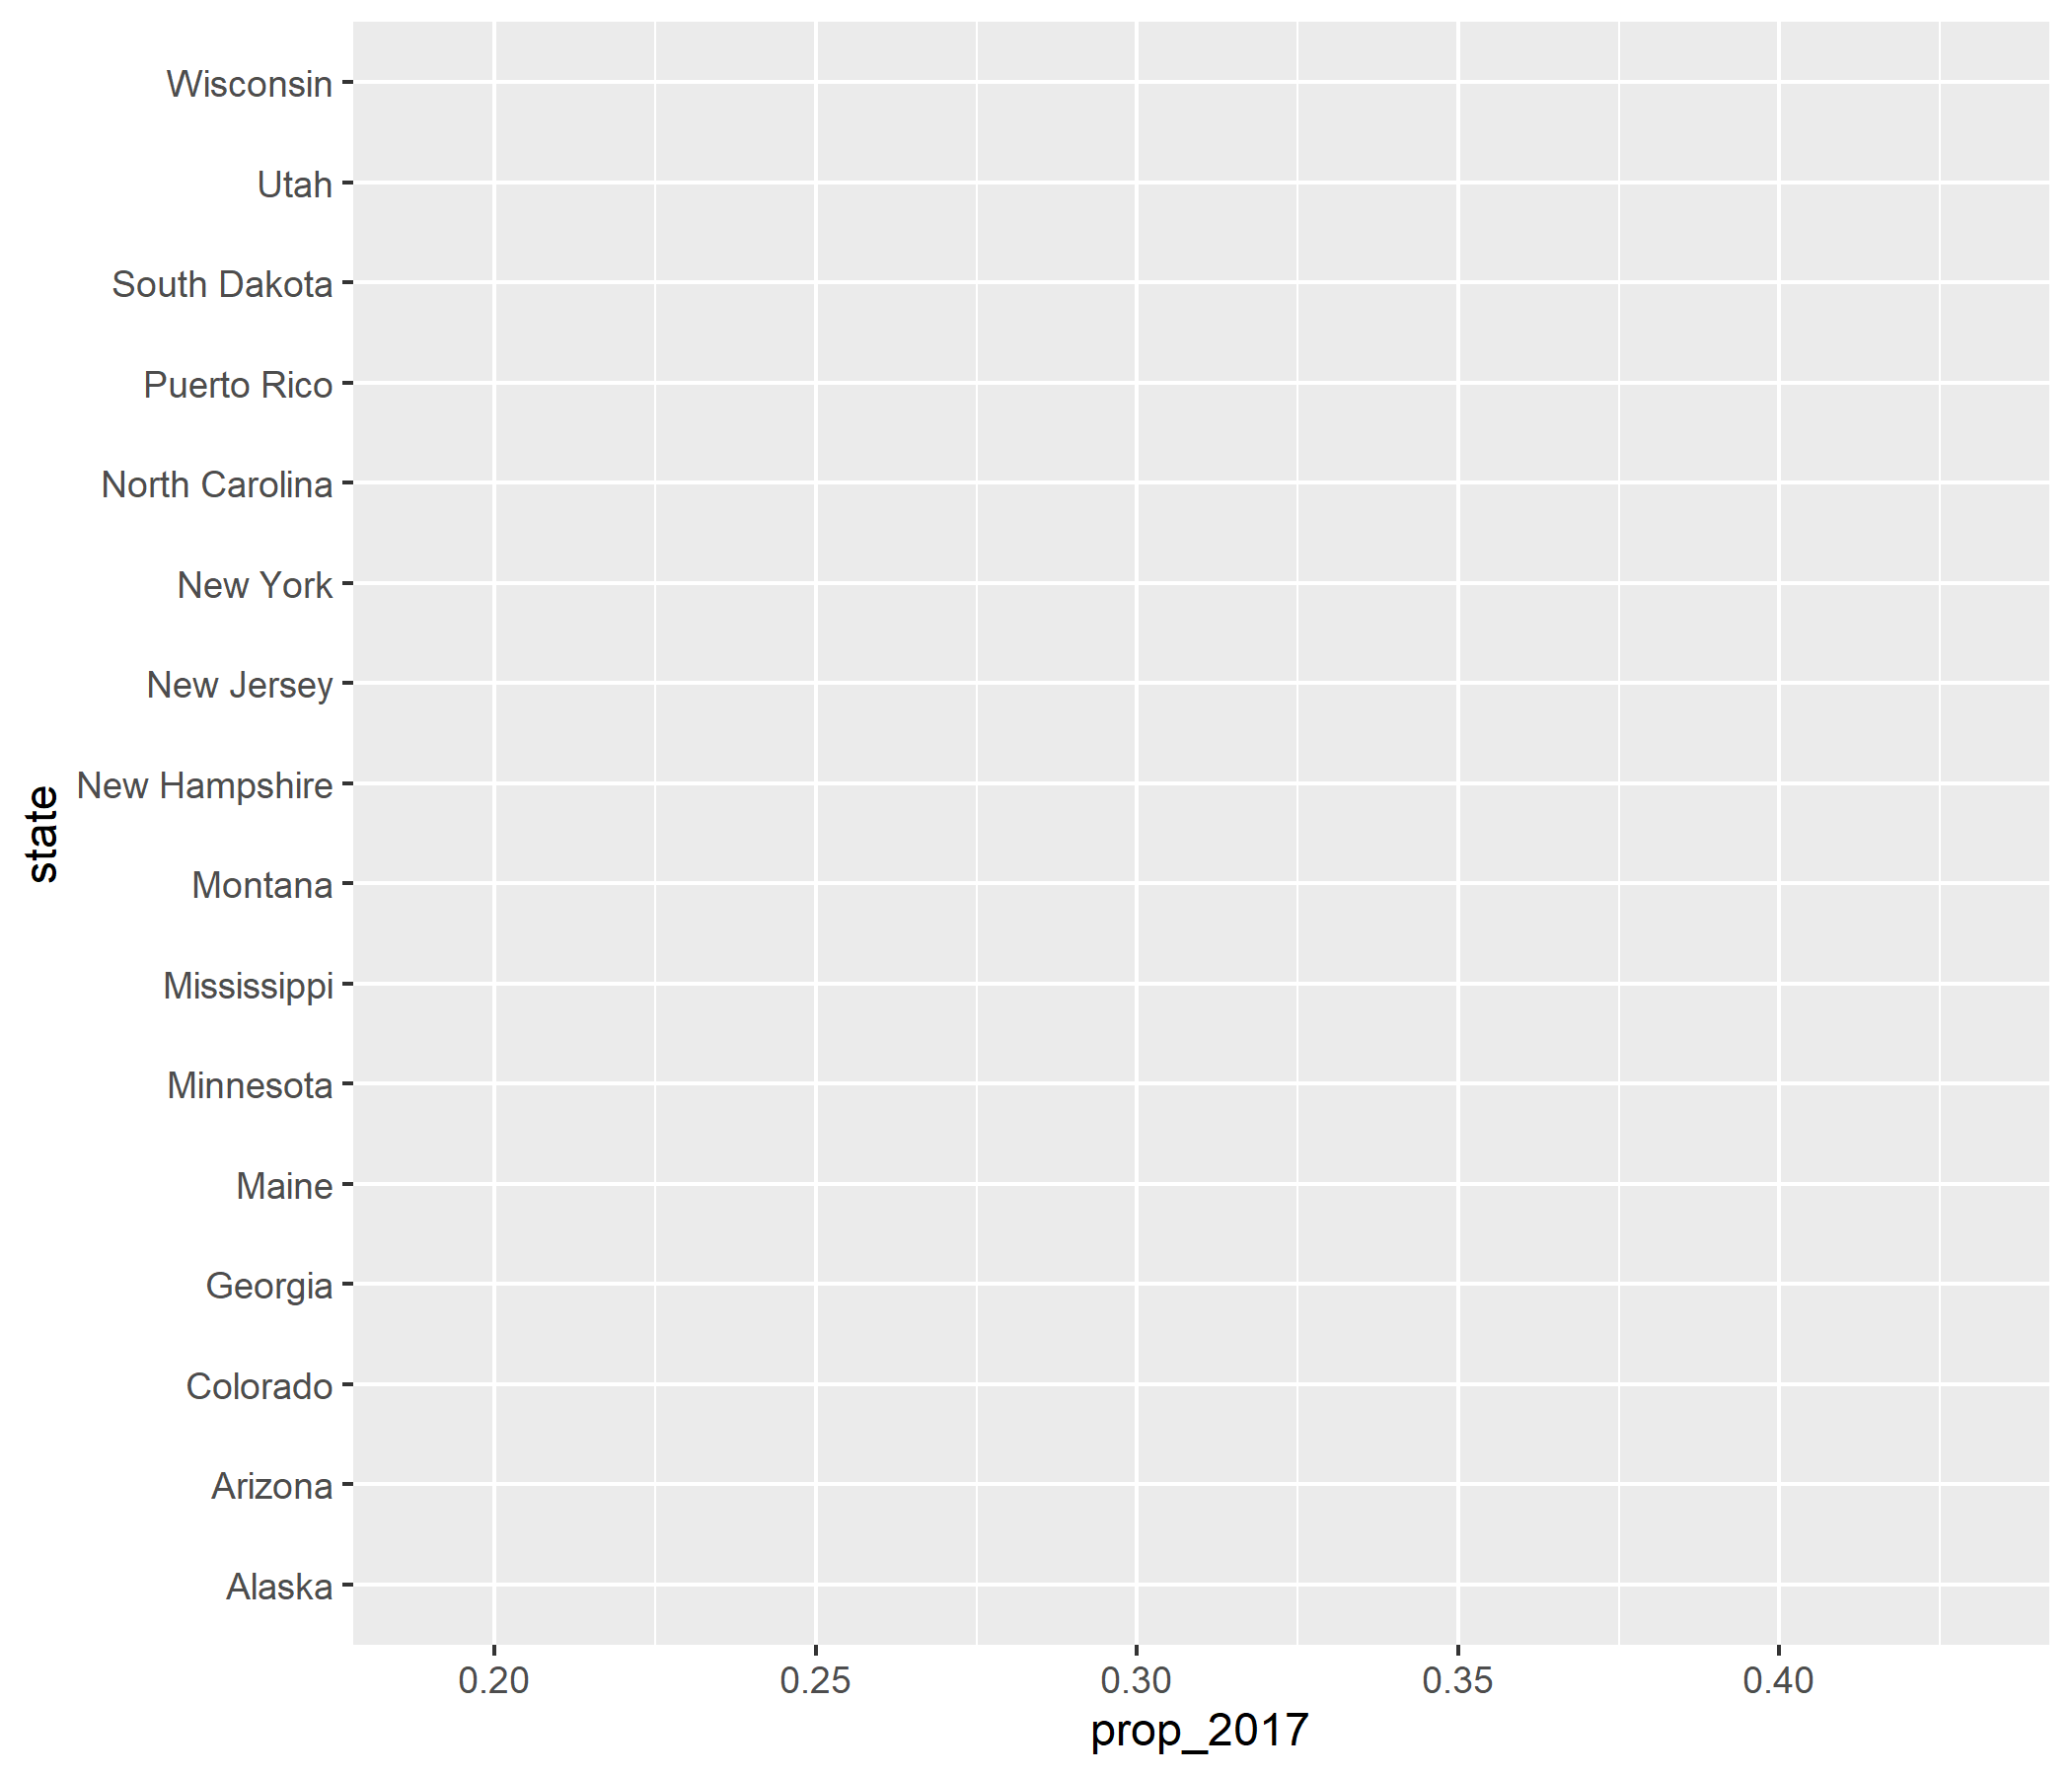 Wisconsin
Utah
South Dakota
Puerto Rico
North Carolina
New York
New Jersey
New Hampshire
Montana
Mississippi
Minnesota
Maine
Georgia
Colorado
Arizona
Alaska
state
0.20 0.25 0.30 0.35 0.40
prop_2017